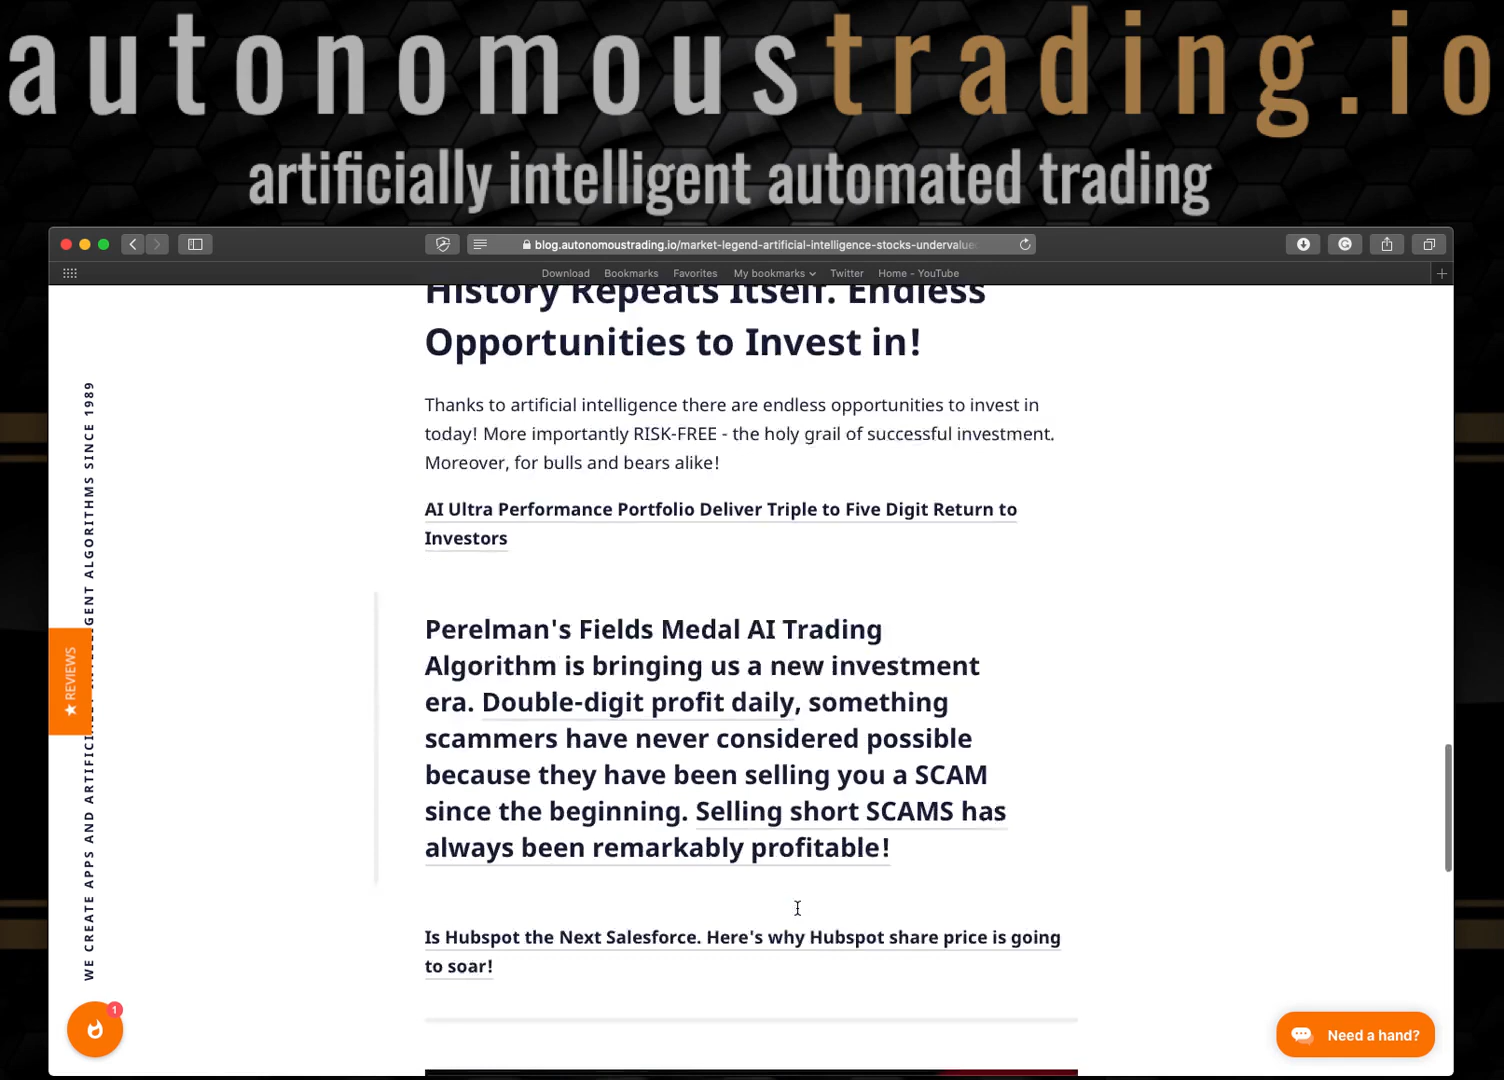 autonomoustrading.io
artificially intelligent automated trading
blog.autonomoustrading.io/market-legend-artificial-intelligence-stocks-undervalue
Download Bookmarks Favorites My bookmarks Twitter Home – YouTube
History Repeats Itself. Endless
Opportunities to Invest in!
Thanks to artificial intelligence there are endless opportunities to invest in
today! More importantly RISK-FREE - the holy grail of successful investment.
Moreover, for bulls and bears alike!
AI Ultra Performance Portfolio Deliver Triple to Five Digit Return to
Investors
Perelman's Fields Medal AI Trading
Algorithm is bringing us a new investment
era. Double-digit profit daily, something
scammers have never considered possible
because they have been selling you a SCAM
since the beginning. Selling short SCAMS has
always been remarkably profitable!
Is Hubspot the Next Salesforce. Here's why Hubspot share price is going
to soar!
WE CREATE APPS AND ARTIFICIALLY INTELLIGENT ALGORITHMS SINCE 1989
★ REVIEWS
1
Need a hand?